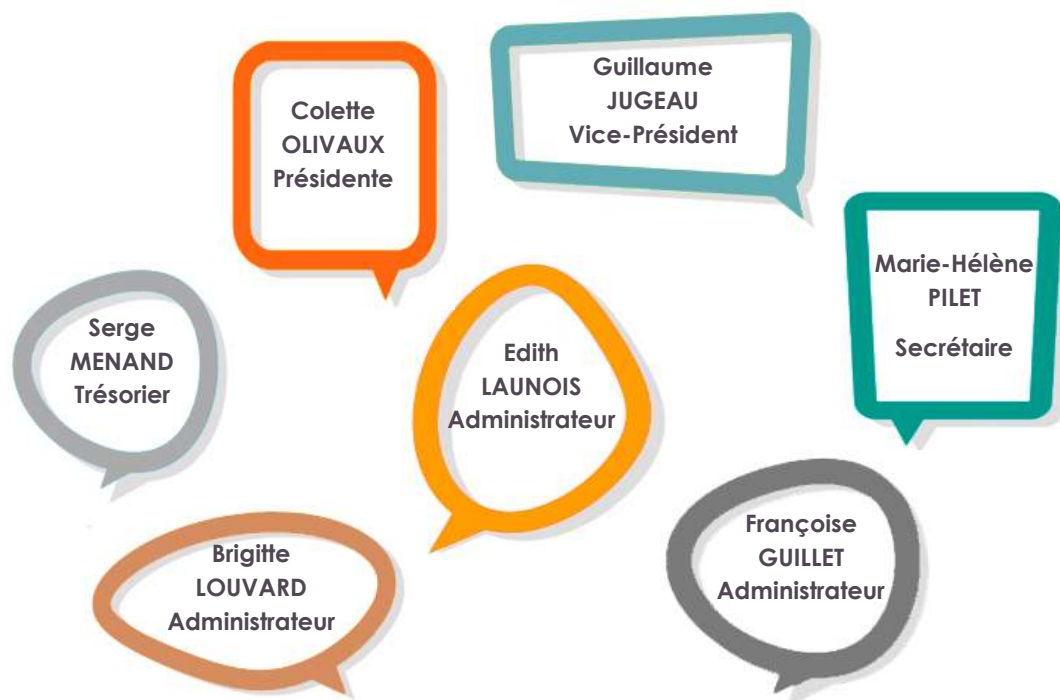 Colette
OLIVAUX
Présidente
Guillaume
JUGEAU
Vice-Président
Marie-Hélène
PILET
Secrétaire
Serge
MENAND
Trésorier
Edith
LAUNOIS
Administrateur
Brigitte
LOUVARD
Administrateur
Françoise
GUILLET
Administrateur